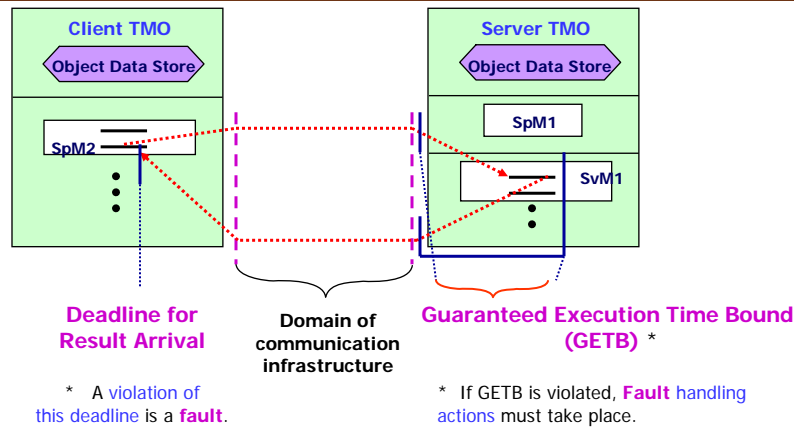 Client TMO
Object Data Store
SpM2
Server TMO
Object Data Store
SpM1
SvM1
Deadline for
Result Arrival
Domain of
communication
infrastructure
Guaranteed Execution Time Bound
(GETB) *
* A violation of
this deadline is a fault.
* If GETB is violated, Fault handling
actions must take place.